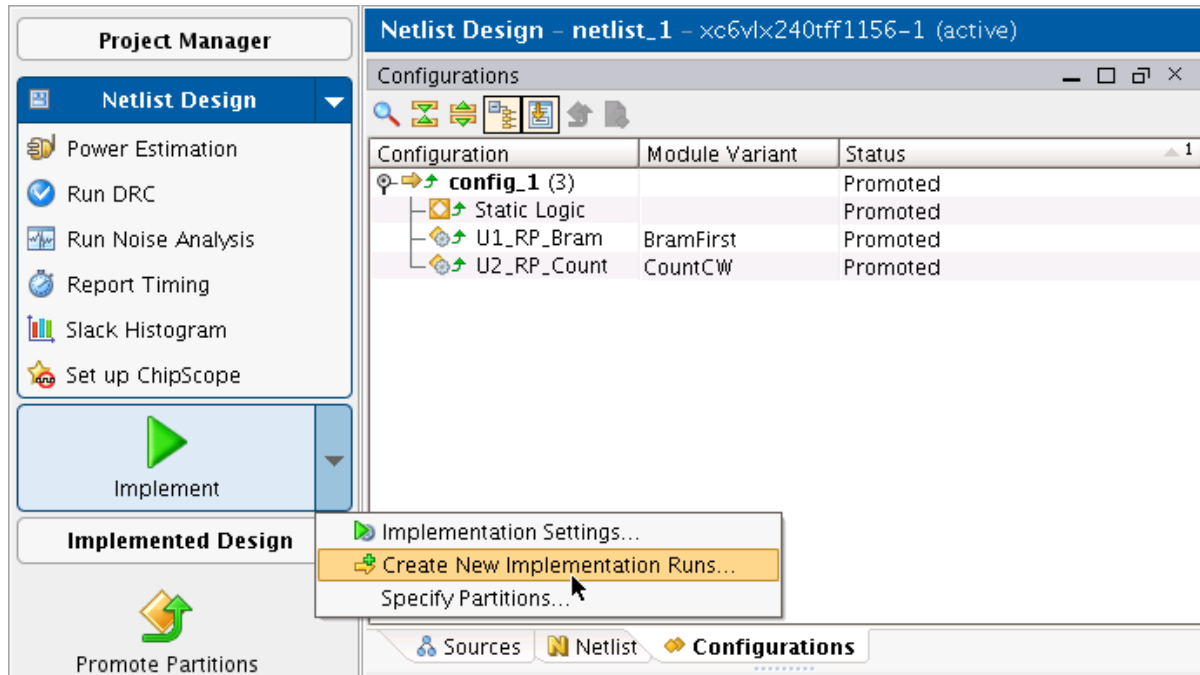 Project Manager
Netlist Design
Power Estimation
Run DRC
Run Noise Analysis
Report Timing
Slack Histogram
Set up ChipScope
Implement
Implemented Design
Promote Partitions
Netlist Design - netlist_1 - xc6vlx240tff1156-1 (active)
Configurations
Configuration Module Variant Status 1
config_1 (3) Promoted
Static Logic Promoted
U1_RP_Bram BramFirst Promoted
U2_RP_Count CountCW Promoted
Implementation Settings...
Create New Implementation Runs...
Specify Partitions...
Sources Netlist Configurations